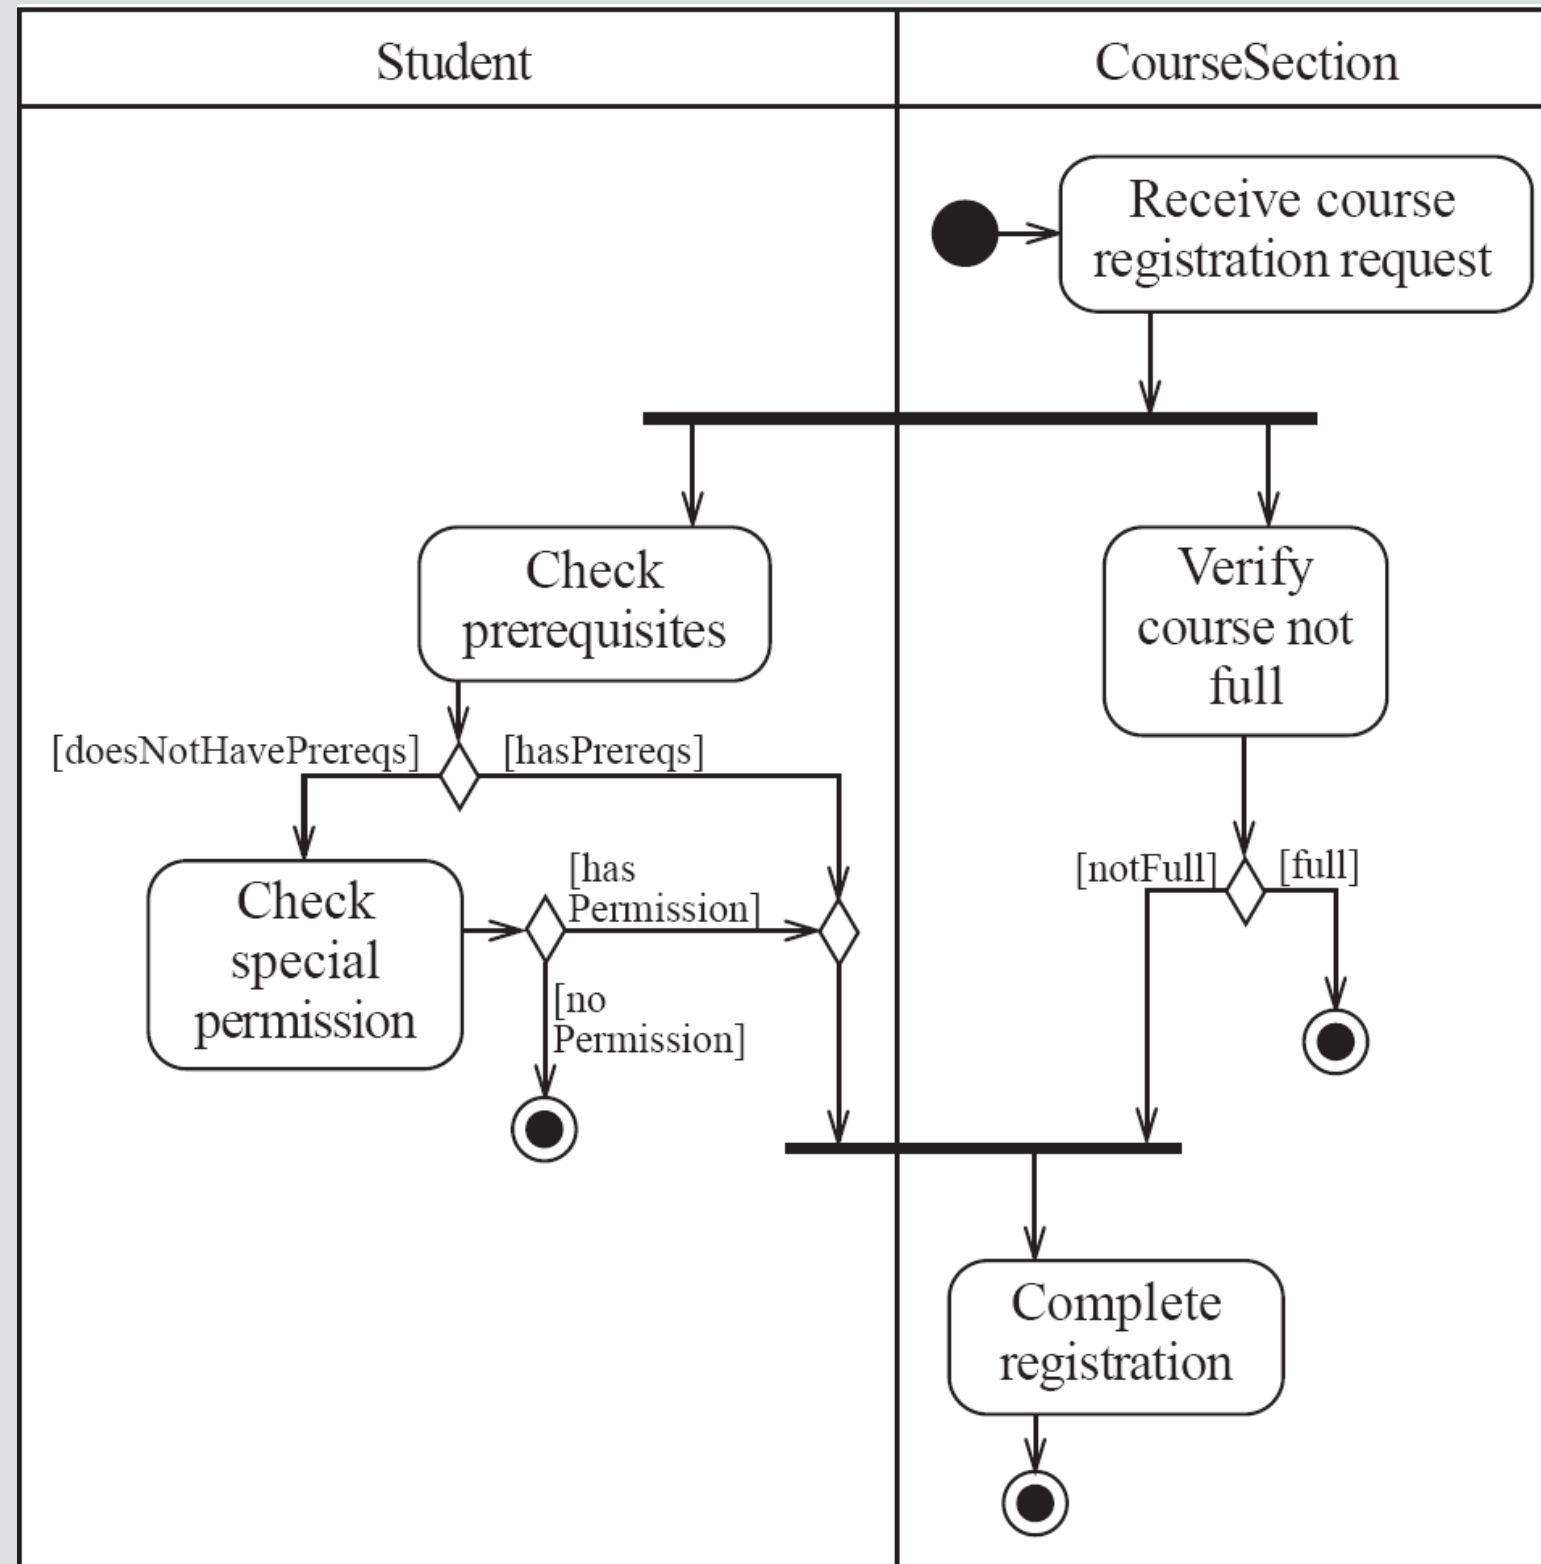 Student
CourseSection
Receive course
registration request
Check
prerequisites
Verify
course not
full
[doesNotHavePrereqs]
[hasPrereqs]
Check
special
permission
[has
Permission]
[no
Permission]
[notFull]
[full]
Complete
registration